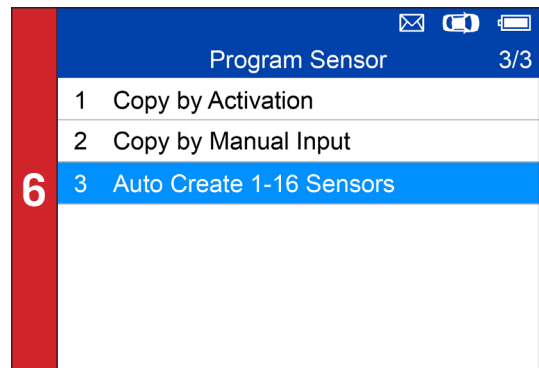 Program Sensor 3/3
1 Copy by Activation
2 Copy by Manual Input
6
3 Auto Create 1-16 Sensors